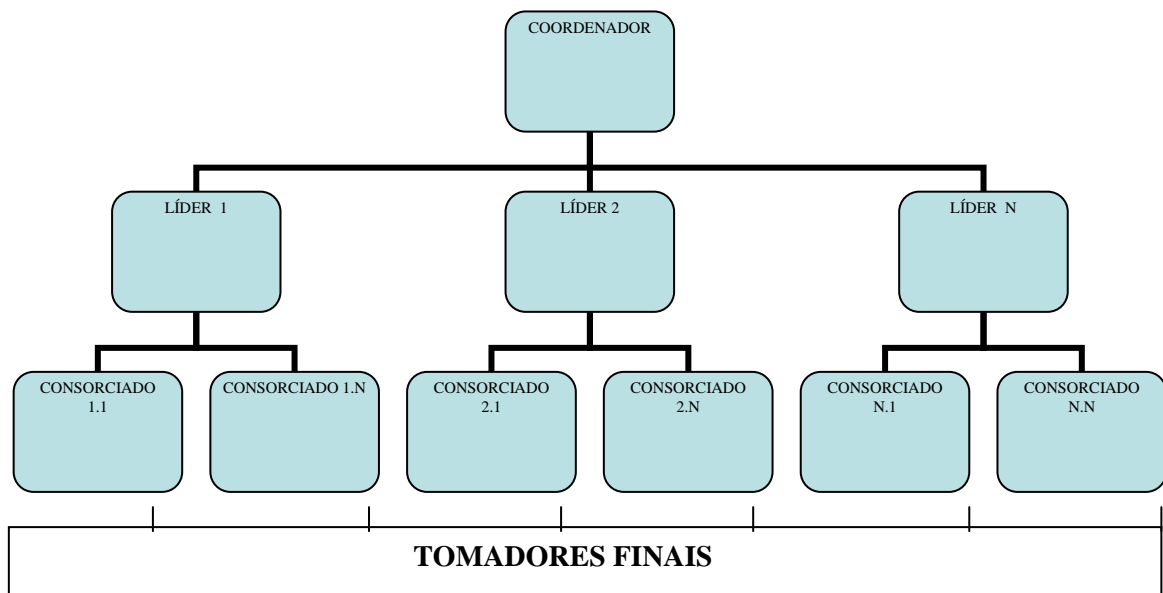 COORDENADOR
LÍDER 1
LÍDER 2
LÍDER N
CONSORCIADO
1.1
CONSORCIADO 1.N
CONSORCIADO
2.1
CONSORCIADO
2.N
CONSORCIADO
N.1
CONSORCIADO
N.N
TOMADORES FINAIS